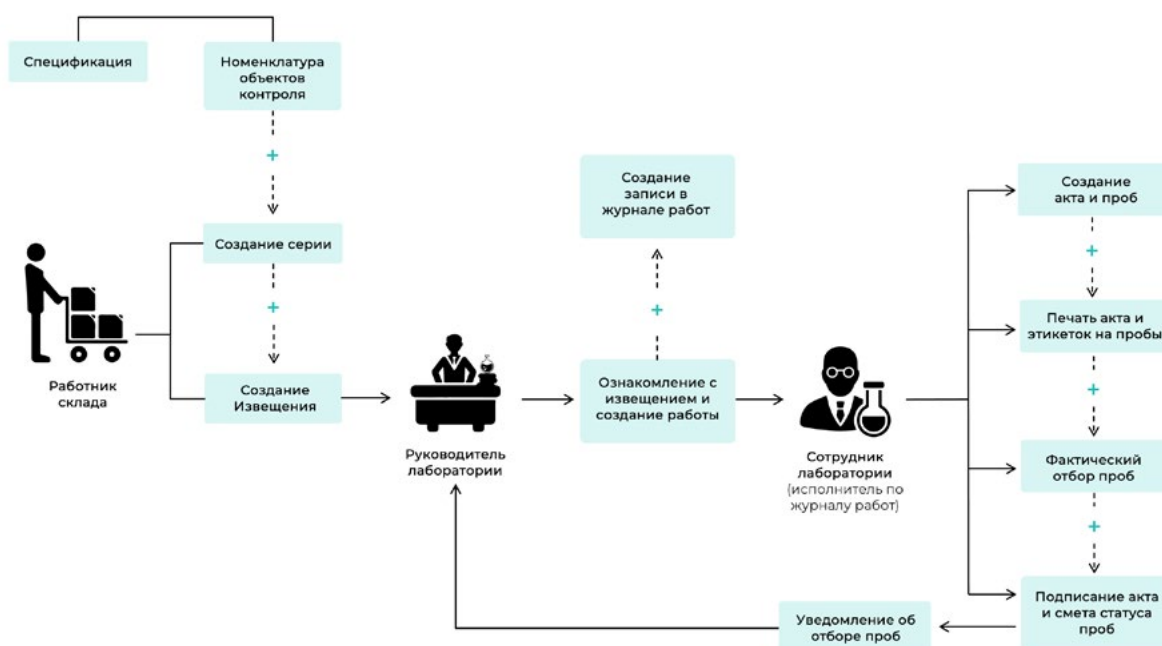 Спецификация
Номенклатура
объектов
контроля
+
Создание
записи в
журнале работ
Создание
акта и проб
Создание серии
+
+
+
Печать акта и
этикеток на пробы
Работник
склада
Создание
Извещения
Ознакомление с
извещением и
создание работы
+
Руководитель
лаборатории
Сотрудник
лаборатории
(исполнитель по
журналу работ)
Фактический
отбор проб
+
Подписание акта
и смета статуса
проб
Уведомление об
отборе проб